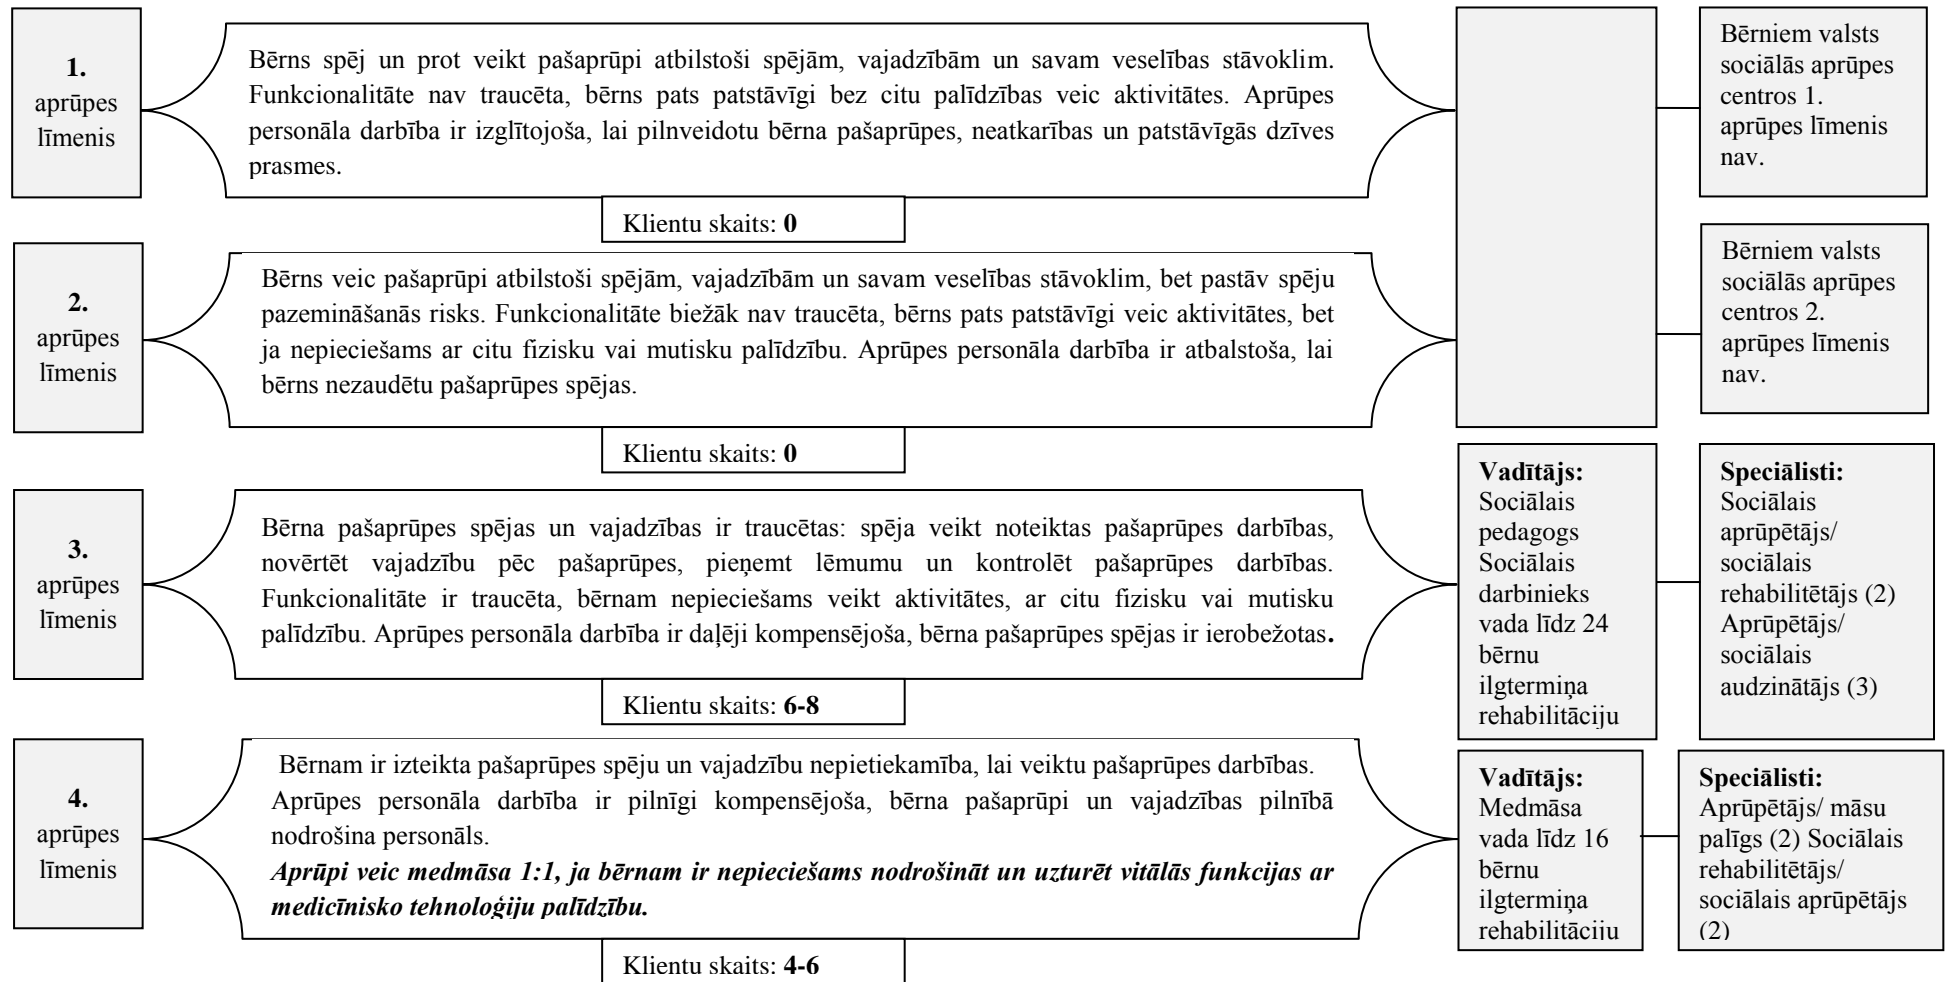 1.
aprūpes
līmenis
Bērns spēj un prot veikt pašaprūpi atbilstoši spējām, vajadzībām un savam veselības stāvoklim.
Funkcionalitāte nav traucēta, bērns pats patstāvīgi bez citu palīdzības veic aktivitātes. Aprūpes
personāla darbība ir izglītojoša, lai pilnveidotu bērna pašaprūpes, neatkarības un patstāvīgās dzīves
prasmes.
Klientu skaits: 0
Bērniem valsts
sociālās aprūpes
centros 1.
aprūpes līmenis
nav.
2.
aprūpes
līmenis
Bērns veic pašaprūpi atbilstoši spējām, vajadzībām un savam veselības stāvoklim, bet pastāv spēju
pazemināšanās risks. Funkcionalitāte biežāk nav traucēta, bērns pats patstāvīgi veic aktivitātes, bet
ja nepieciešams ar citu fizisku vai mutisku palīdzību. Aprūpes personāla darbība ir atbalstoša, lai
bērns nezaudētu pašaprūpes spējas.
Klientu skaits: 0
Bērniem valsts
sociālās aprūpes
centros 2.
aprūpes līmenis
nav.
3.
aprūpes
līmenis
Bērna pašaprūpes spējas un vajadzības ir traucētas: spēja veikt noteiktas pašaprūpes darbības,
novērtēt vajadzību pēc pašaprūpes, pieņemt lēmumu un kontrolēt pašaprūpes darbības.
Funkcionalitāte ir traucēta, bērnam nepieciešams veikt aktivitātes, ar citu fizisku vai mutisku
palīdzību. Aprūpes personāla darbība ir daļēji kompensējoša, bērna pašaprūpes spējas ir ierobežotas.
Klientu skaits: 6-8
Vadītājs:
Sociālais
pedagogs
Sociālais
darbinieks
vada līdz 24
bērnu
ilgtermiņa
rehabilitāciju
Speciālisti:
Sociālais
aprūpētājs/
sociālais
rehabilitētājs (2)
Aprūpētājs/
sociālais
audzinātājs (3)
4.
aprūpes
līmenis
Bērnam ir izteikta pašaprūpes spēju un vajadzību nepietiekamība, lai veiktu pašaprūpes darbības.
Aprūpes personāla darbība ir pilnīgi kompensējoša, bērna pašaprūpi un vajadzības pilnībā
nodrošina personāls.
Aprūpi veic medmāsa 1:1, ja bērnam ir nepieciešams nodrošināt un uzturēt vitālās funkcijas ar
medicīnisko tehnoloģiju palīdzību.
Klientu skaits: 4-6
Vadītājs:
Medmāsa
vada līdz 16
bērnu
ilgtermiņa
rehabilitāciju
Speciālisti:
Aprūpētājs/ māsu
palīgs (2) Sociālais
rehabilitētājs/
sociālais aprūpētājs
(2)